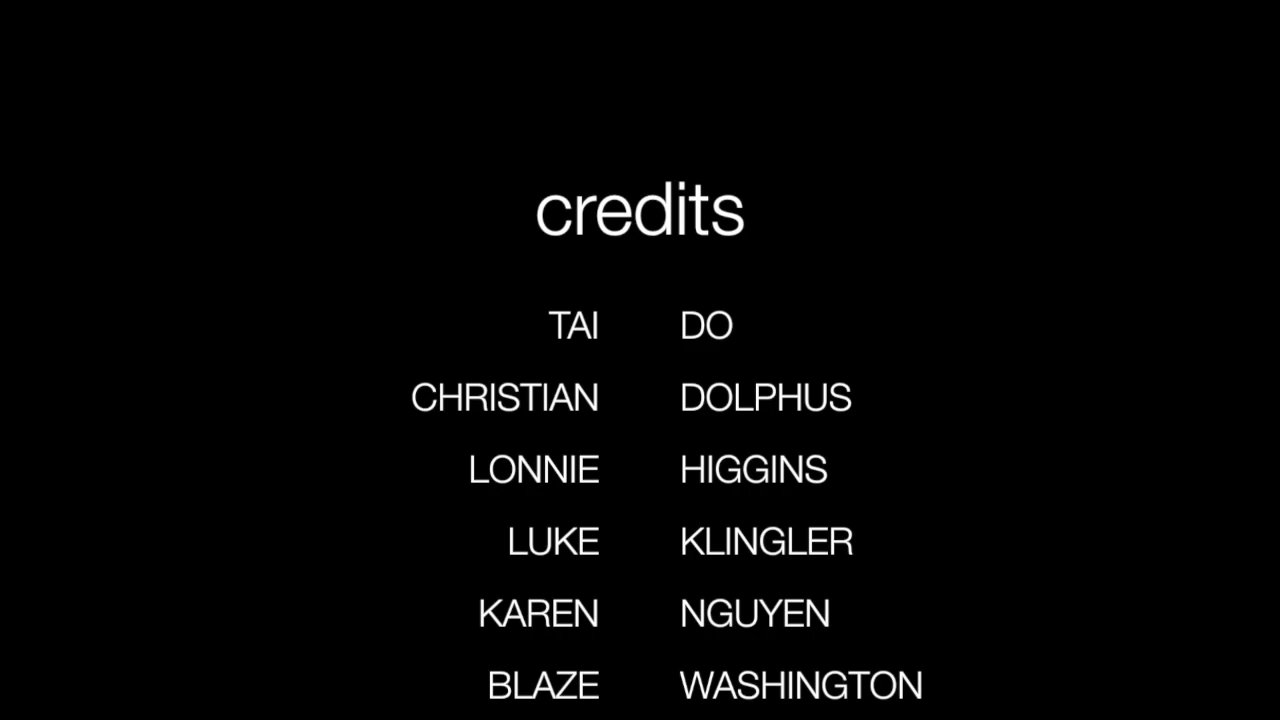 credits
TAI DO
CHRISTIAN DOLPHUS
LONNIE HIGGINS
LUKE KLINGLER
KAREN NGUYEN
BLAZE WASHINGTON